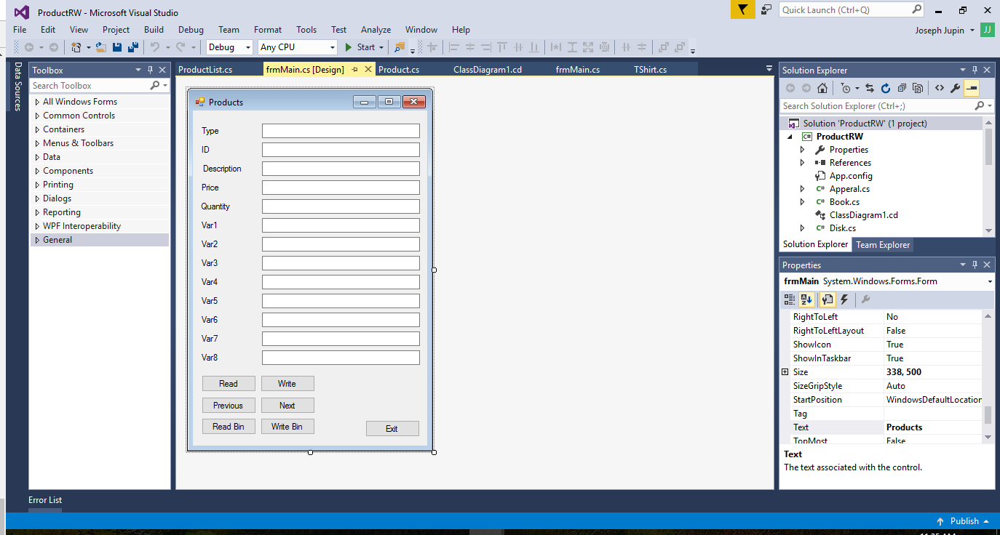 ProductRW - Microsoft Visual Studio
Quick Launch (Ctrl+Q)
File Edit View Project Build Debug Team Format Tools Test Analyze Window Help
Joseph Jupin JJ
Debug Any CPU Start
Data Sources
Toolbox
Search Toolbox
All Windows Forms
Common Controls
Containers
Menus & Toolbars
Data
Components
Printing
Dialogs
Reporting
WPF Interoperability
General
ProductList.cs frmMain.cs [Design] Product.cs ClassDiagram1.cd frmMain.cs TShirt.cs
Products
Type
ID
Description
Price
Quantity
Var1
Var2
Var3
Var4
Var5
Var6
Var7
Var8
Read Write
Previous Next
Read Bin Write Bin Exit
Solution Explorer
Search Solution Explorer (Ctrl+;)
Solution 'ProductRW' (1 project)
C# ProductRW
Properties
References
App.config
C# Apperal.cs
C# Book.cs
ClassDiagram1.cd
C# Disk.cs
Solution Explorer Team Explorer
Properties
frmMain System.Windows.Forms.Form
RightToLeft No
RightToLeftLayout False
ShowIcon True
ShowInTaskbar True
Size 338, 500
SizeGripStyle Auto
StartPosition WindowsDefaultLocation
Tag
Text Products
TopMost False
Text
The text associated with the control.
Error List
Publish
11:25 AM